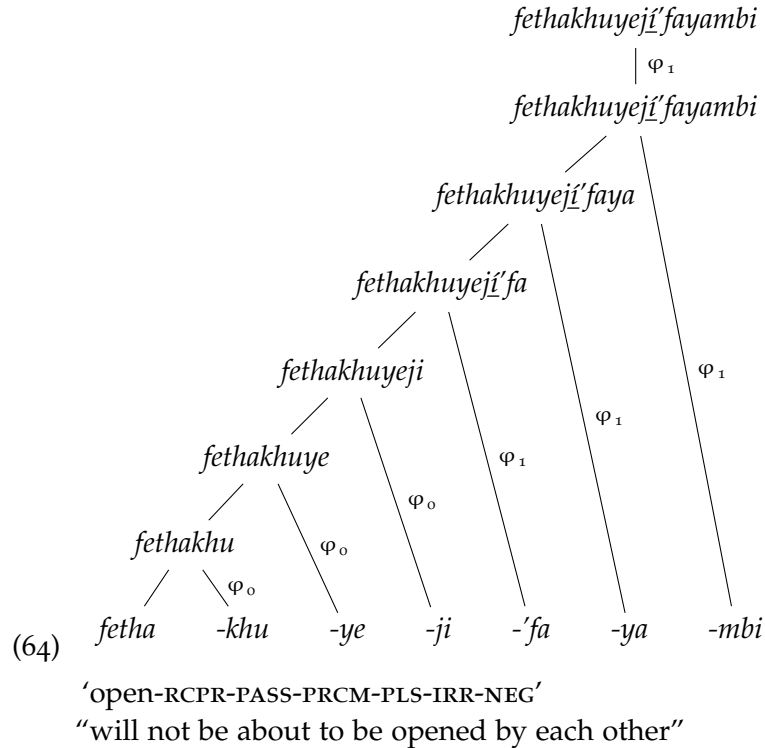 fethakhuyejí̱'fayambi
φ₁
fethakhuyejí̱'fayambi
fethakhuyejí̱'faya
fethakhuyejí̱'fa
fethakhuyeji
φ₁
φ₁
fethakhuye
φ₁
φ₀
fethakhu
φ₀
φ₀
(64) fetha -khu -ye -ji -'fa -ya -mbi
'open-RCPR-PASS-PRCM-PLS-IRR-NEG'
"will not be about to be opened by each other"